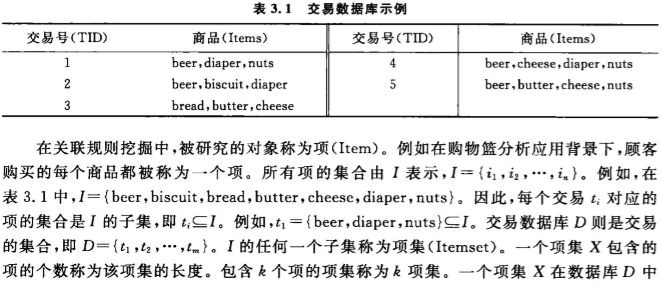 表 3.1 交易数据库示例
交易号(TID) 商品(Items) 交易号(TID) 商品(Items)
1 beer,diaper,nuts 4 beer,cheese,diaper,nuts
2 beer,biscuit,diaper 5 beer,butter,cheese,nuts
3 bread,butter,cheese
在关联规则挖掘中,被研究的对象称为项(Item)。例如在购物篮分析应用背景下,顾客
购买的每个商品都被称为一个项。所有项的集合由 I 表示,I={i₁,i₂,⋯,iₙ}。例如,在
表 3.1 中,I={beer,biscuit,bread,butter,cheese,diaper,nuts}。因此,每个交易 tᵢ 对应的
项的集合是 I 的子集,即 tᵢ⊆I。例如,t₁={beer,diaper,nuts}⊆I。交易数据库 D 则是交易
的集合,即 D={t₁,t₂,⋯,tₘ}。I 的任何一个子集称为项集(Itemset)。一个项集 X 包含的
项的个数称为该项集的长度。包含 k 个项的项集称为 k 项集。一个项集 X 在数据库 D 中